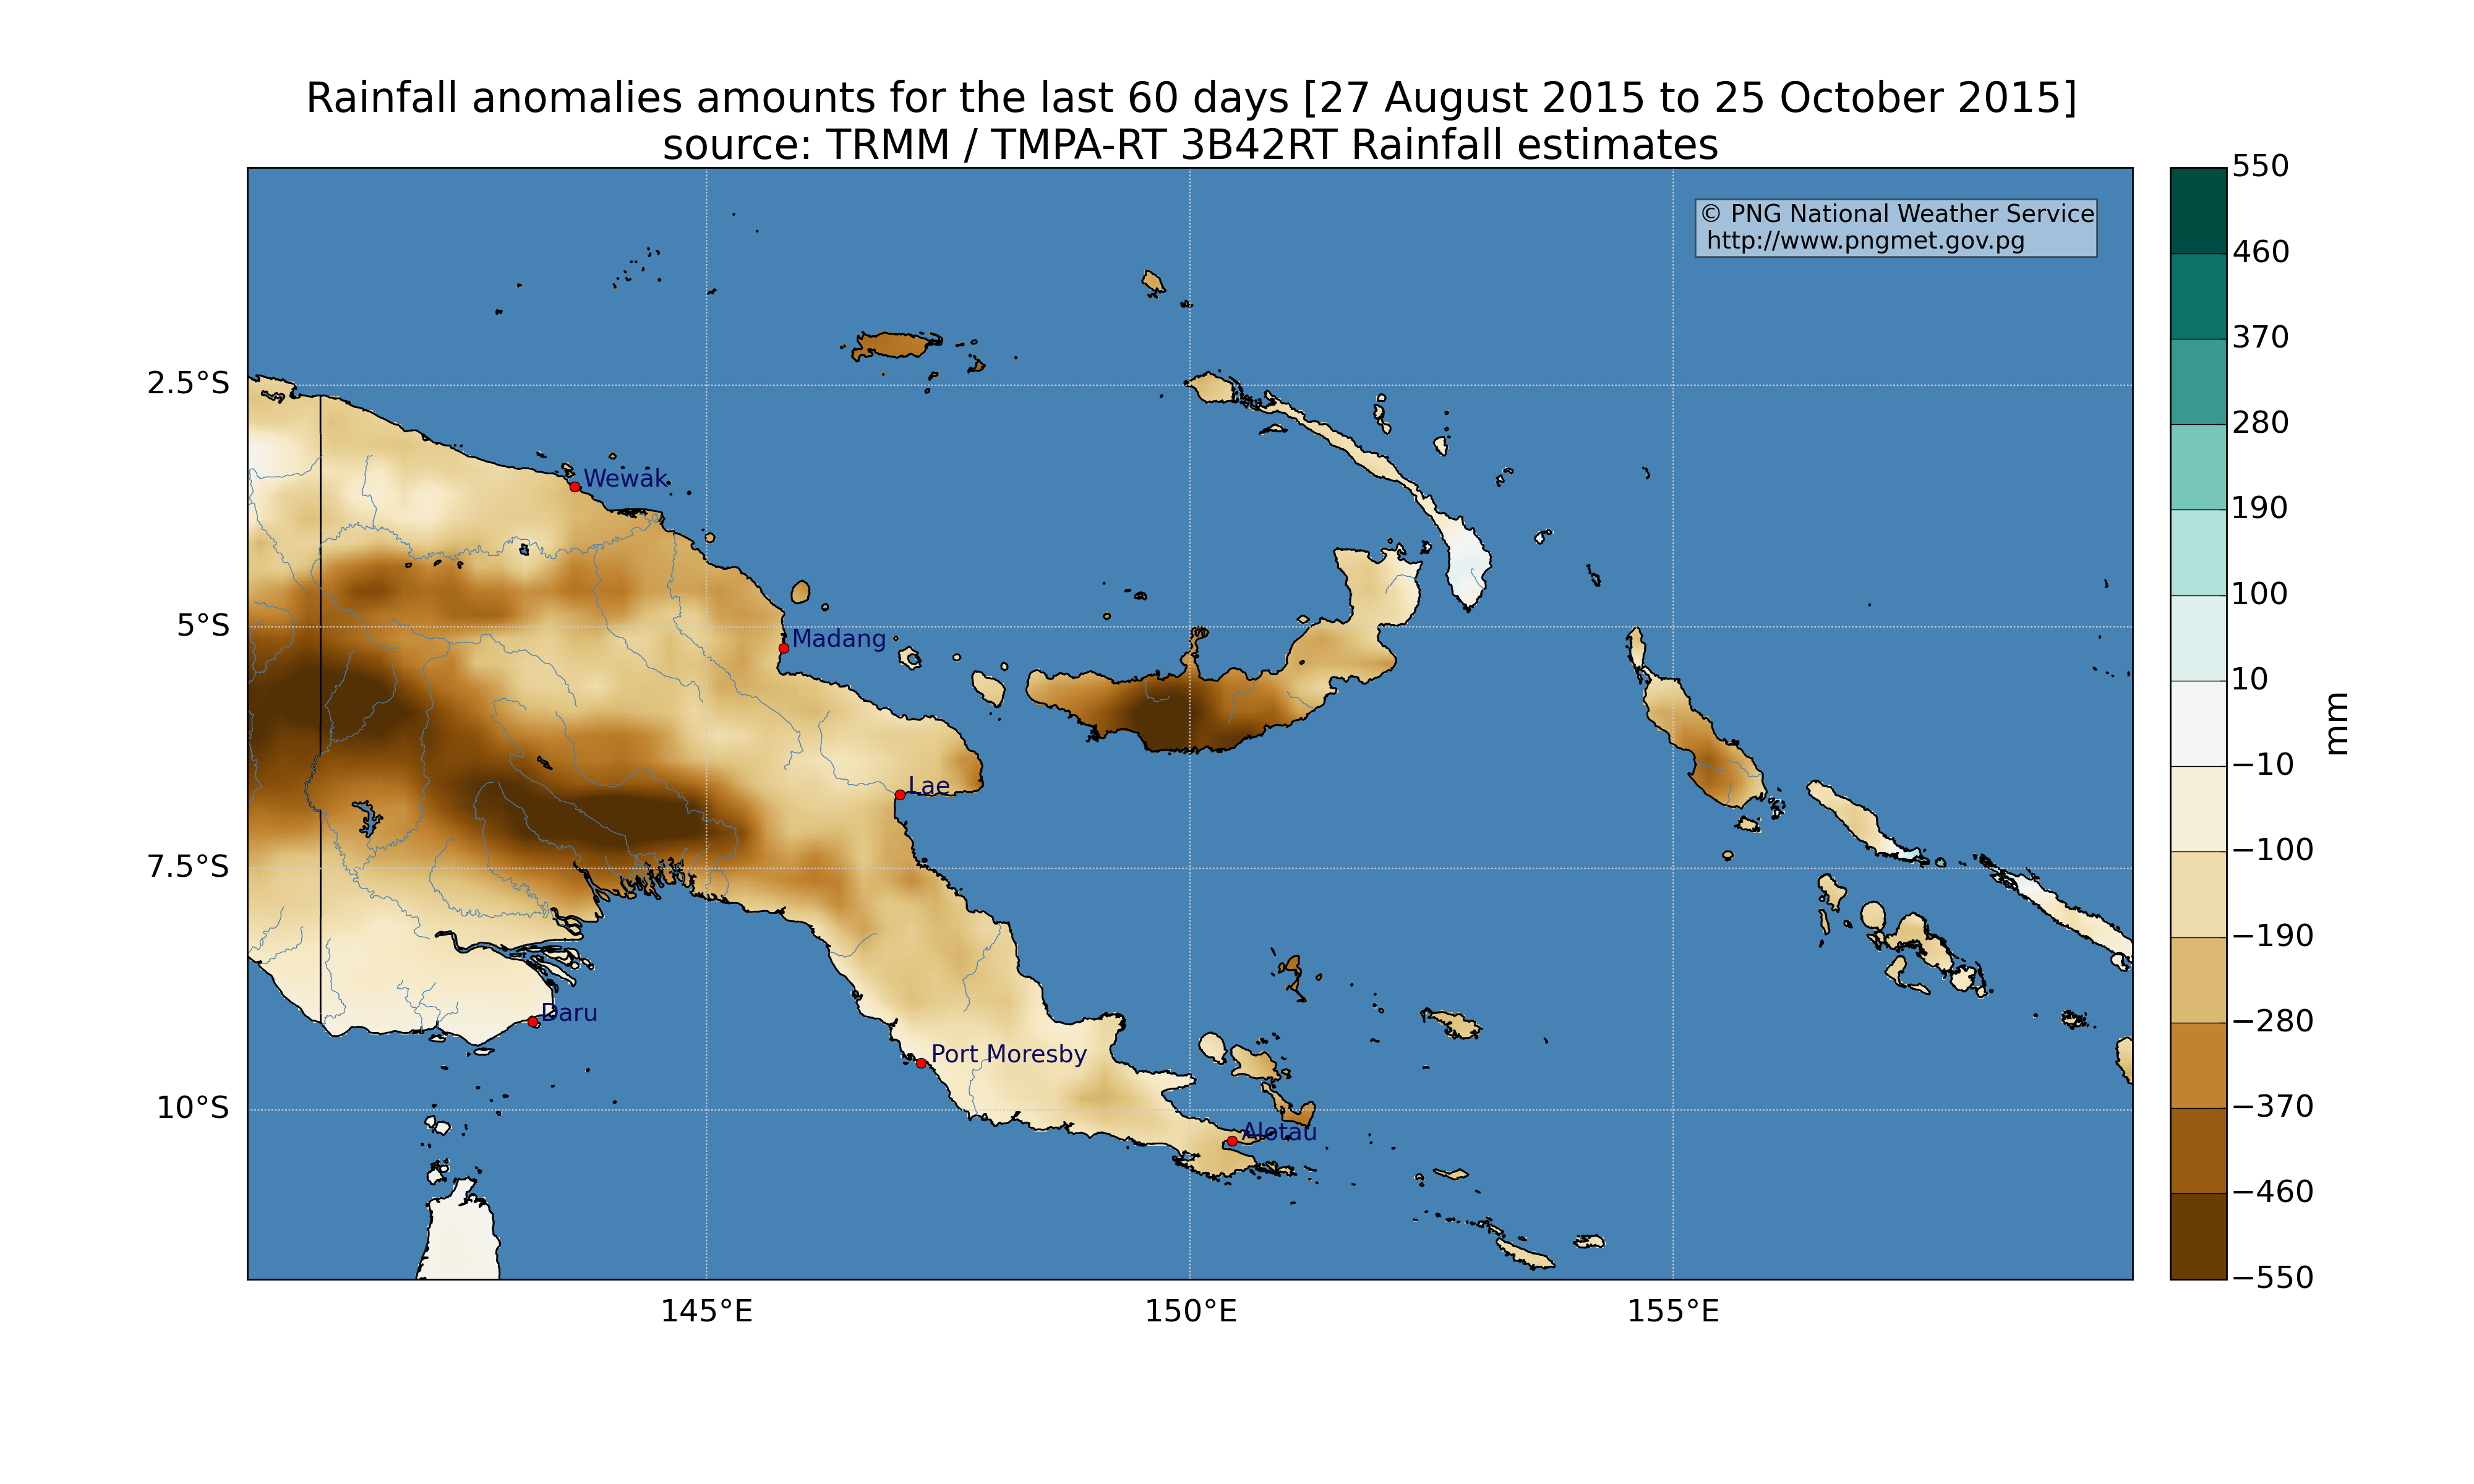 Rainfall anomalies amounts for the last 60 days [27 August 2015 to 25 October 2015]
source: TRMM / TMPA-RT 3B42RT Rainfall estimates
© PNG National Weather Service
http://www.pngmet.gov.pg
550
460
370
280
190
100
10
−10
−100
−190
−280
−370
−460
−550
mm
2.5°S
5°S
7.5°S
10°S
Wewak
Madang
Lae
Daru
Port Moresby
Alotau
145°E
150°E
155°E